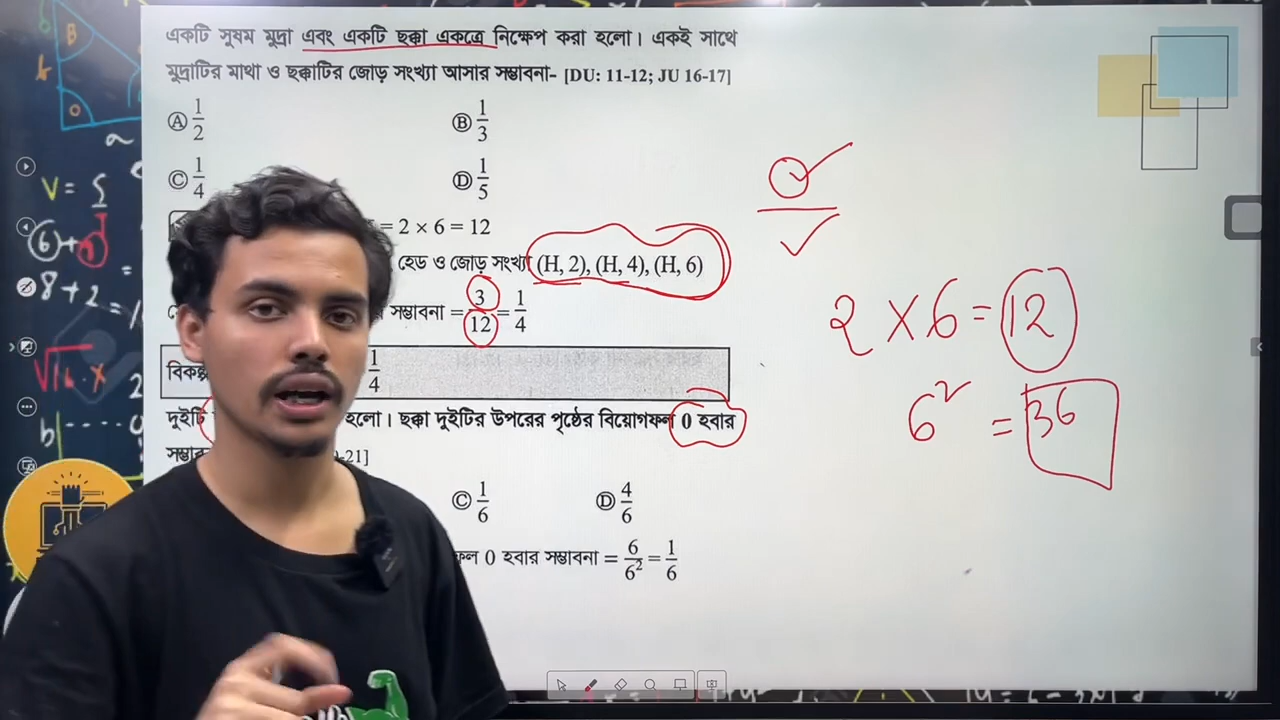 একটি সুষম মুদ্রা এবং একটি ছক্কা একত্রে নিক্ষেপ করা হলো। একই সাথে
মুদ্রাটির মাথা ও ছক্কাটির জোড় সংখ্যা আসার সম্ভাবনা- [DU: 11-12; JU 16-17]
Ⓐ 1/2 Ⓑ 1/3
Ⓒ 1/4 Ⓓ 1/5
= 2 × 6 = 12
হেড ও জোড় সংখ্যা (H, 2), (H, 4), (H, 6)
সম্ভাবনা = 3/12 = 1/4
1/4
দুইটি হলো। ছক্কা দুইটির উপরের পৃষ্ঠের বিয়োগফল 0 হবার
-21]
Ⓒ 1/6 Ⓓ 4/6
0 হবার সম্ভাবনা = 6/6² = 1/6
2 × 6 = 12
6² = 36
V =
8 + 2 =